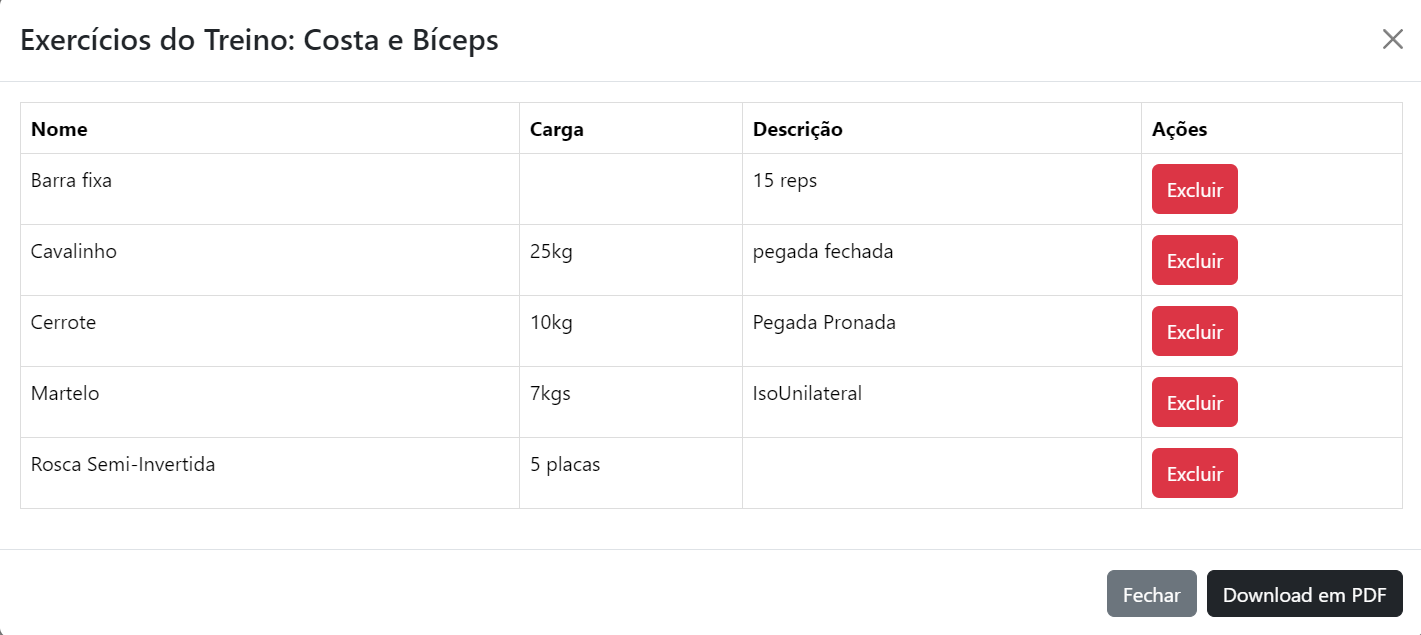 Exercícios do Treino: Costa e Bíceps
Nome Carga Descrição Ações
Barra fixa 15 reps Excluir
Cavalinho 25kg pegada fechada Excluir
Cerrote 10kg Pegada Pronada Excluir
Martelo 7kgs IsoUnilateral Excluir
Rosca Semi-Invertida 5 placas Excluir
Fechar Download em PDF